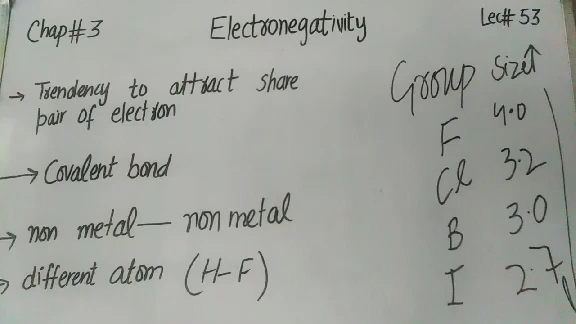 Chap#3 Electronegativity Lec# 53
→ Trendency to attract share
pair of election
→ Covalent bond
→ non metal — non metal
→ different atom (H-F)
Group Size↑
F 4.0
Cl 3.2
B 3.0
I 2.7